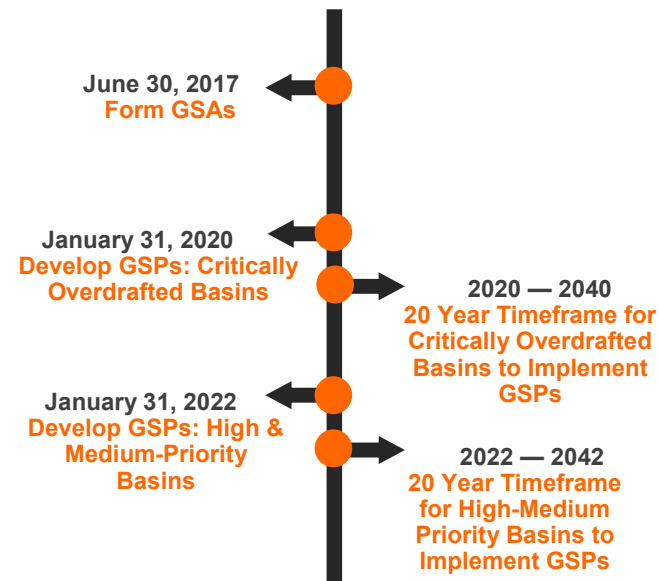 June 30, 2017
Form GSAs
January 31, 2020
Develop GSPs: Critically
Overdrafted Basins
2020 — 2040
20 Year Timeframe for
Critically Overdrafted
Basins to Implement
GSPs
January 31, 2022
Develop GSPs: High &
Medium-Priority
Basins
2022 — 2042
20 Year Timeframe
for High-Medium
Priority Basins to
Implement GSPs